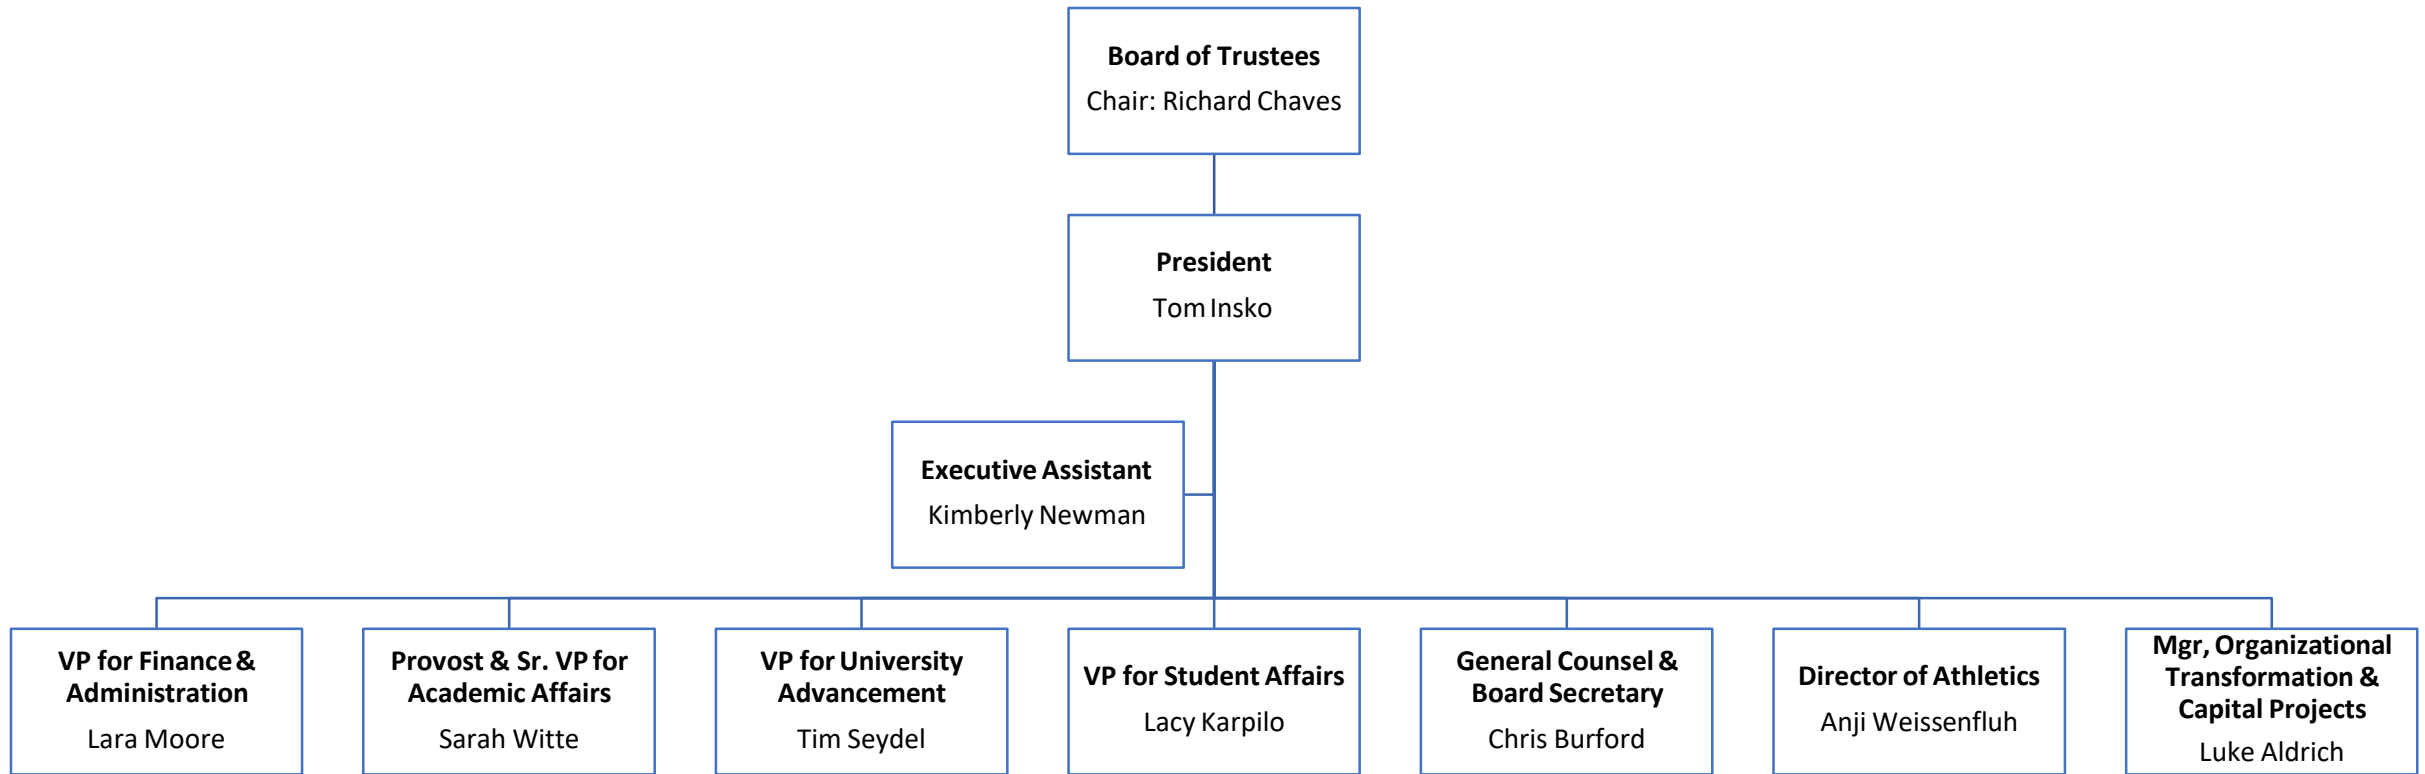 Board of Trustees
Chair: Richard Chaves
President
Tom Insko
Executive Assistant
Kimberly Newman
VP for Finance &
Administration
Lara Moore
Provost & Sr. VP for
Academic Affairs
Sarah Witte
VP for University
Advancement
Tim Seydel
VP for Student Affairs
Lacy Karpilo
General Counsel &
Board Secretary
Chris Burford
Director of Athletics
Anji Weissenfluh
Mgr, Organizational
Transformation &
Capital Projects
Luke Aldrich